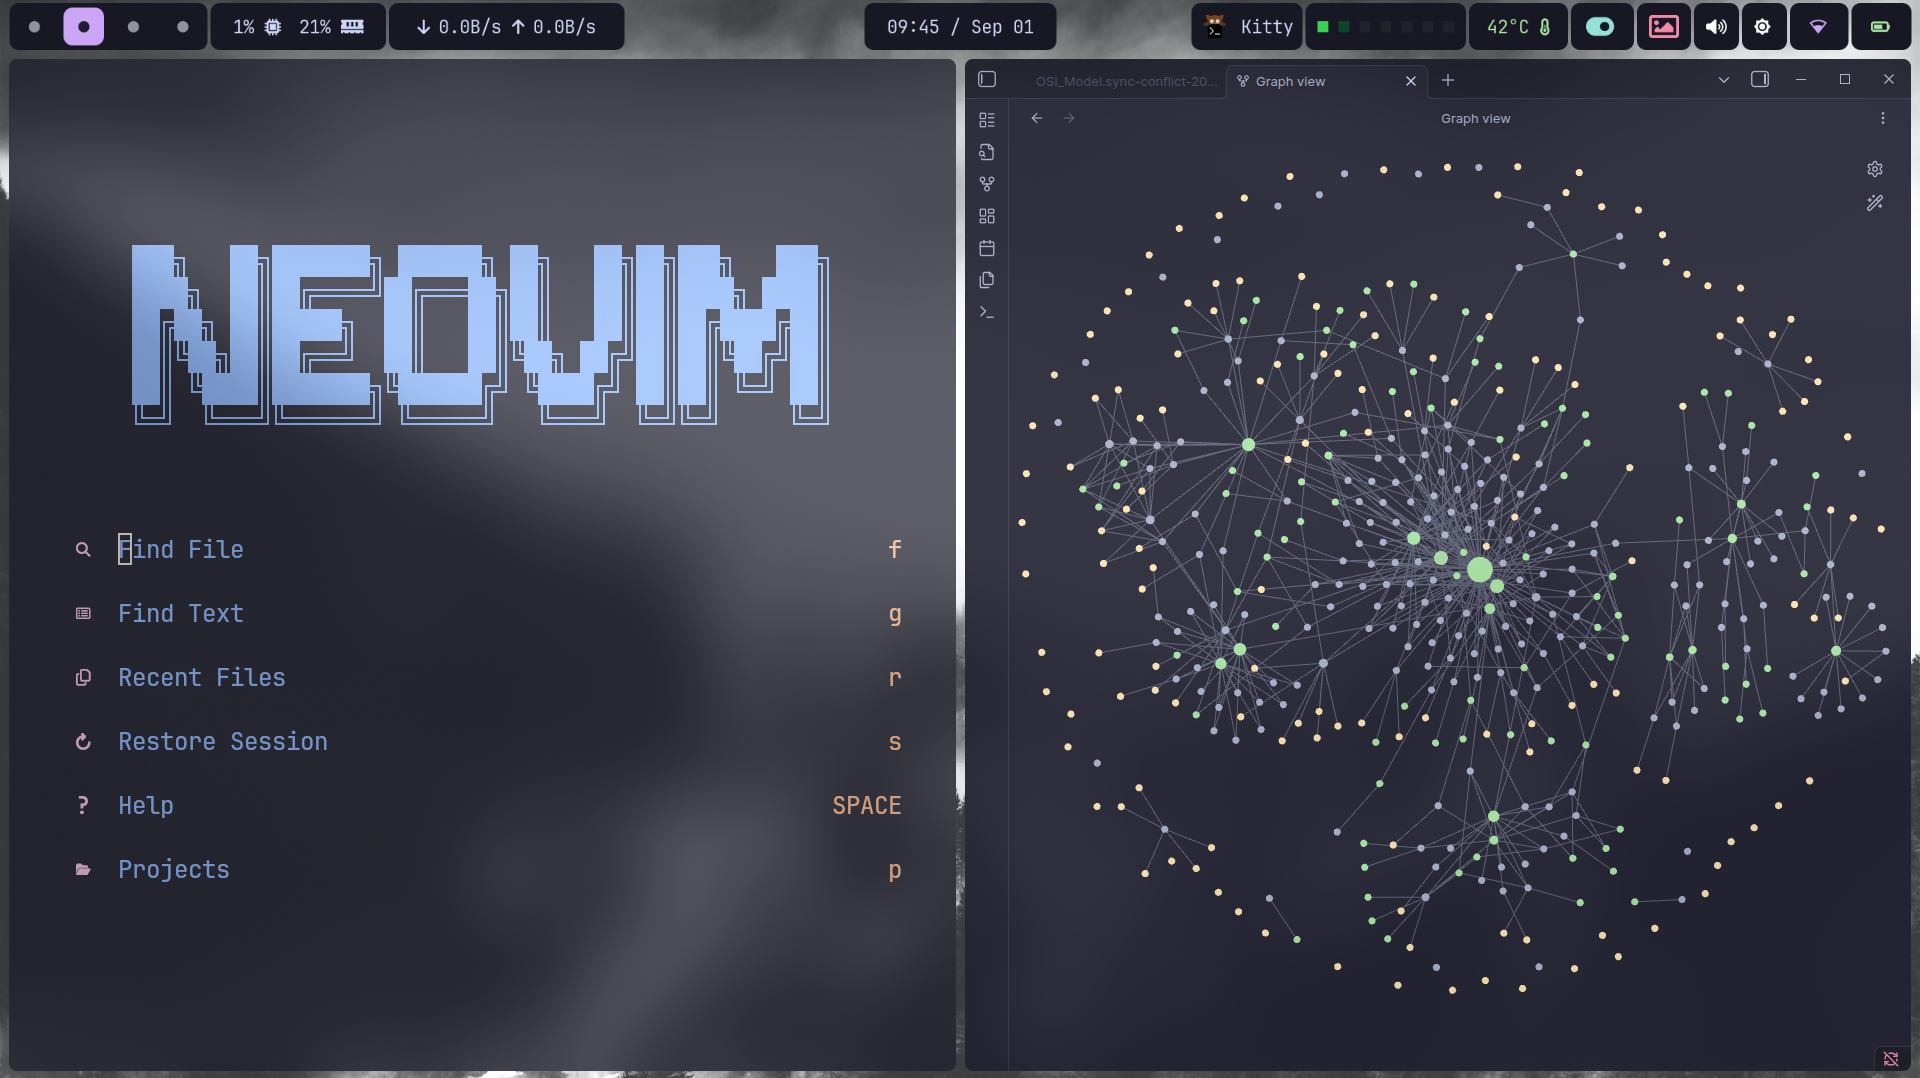 1% 21% 0.0B/s 0.0B/s 09:45 / Sep 01 Kitty 42°C
OSI_Model.sync-conflict-20... Graph view
Graph view
NEOVIM
Find File f
Find Text g
Recent Files r
Restore Session s
Help SPACE
Projects p